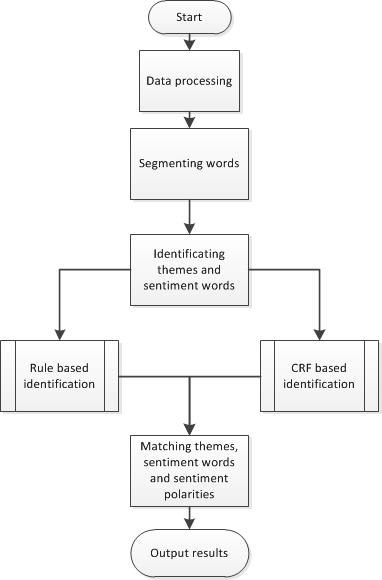 Start
Data processing
Segmenting words
Identificating
themes and
sentiment words
Rule based
identification
CRF based
identification
Matching themes,
sentiment words
and sentiment
polarities
Output results